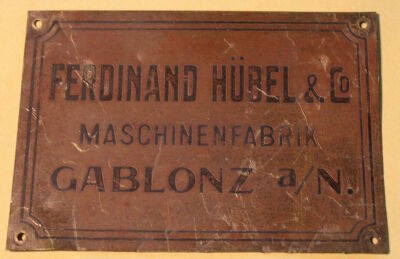 FERDINAND HÜBEL & Co
MASCHINENFABRIK
GABLONZ a/N.